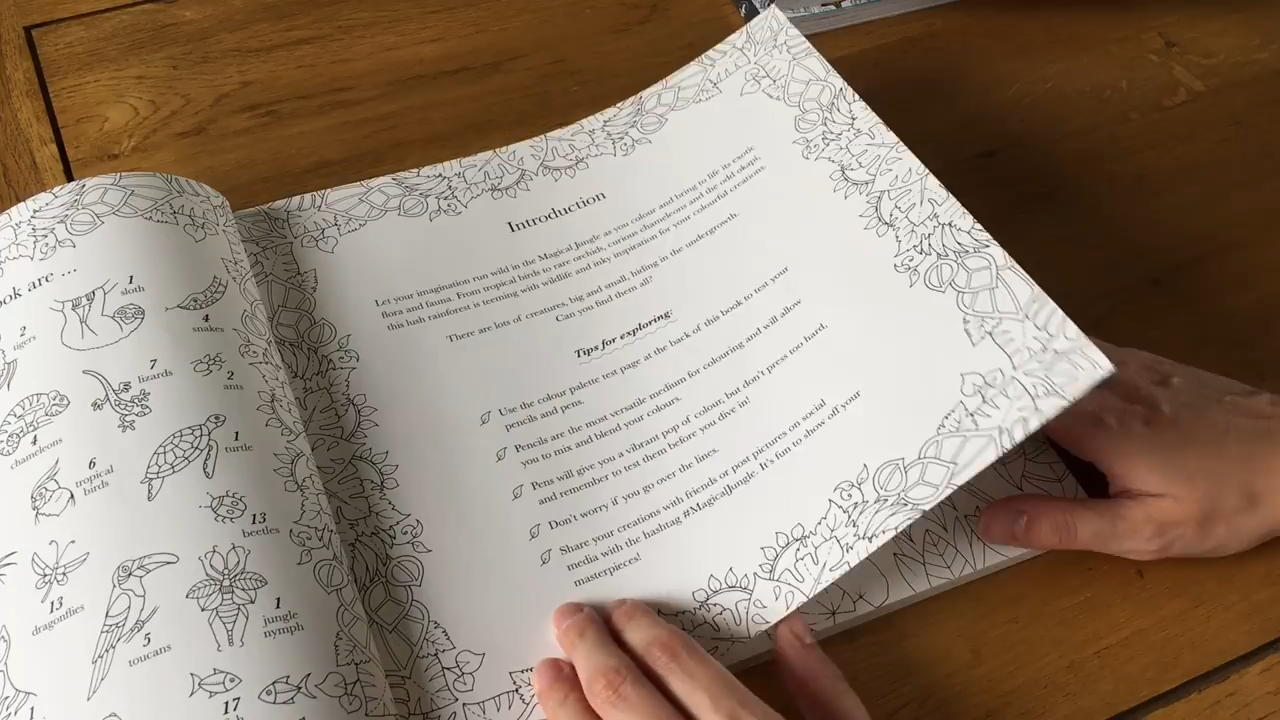 ook are ...
1
sloth
4
snakes
2
tigers
7
lizards
2
ants
4
chameleons
6
tropical
birds
1
turtle
13
beetles
13
dragonflies
5
toucans
1
jungle
nymph
17
Introduction
Let your imagination run wild in the Magical Jungle as you colour and bring to life its exotic
flora and fauna. From tropical birds to rare orchids, curious chameleons and the odd okapi,
this lush rainforest is teeming with wildlife and inky inspiration for your colourful creations.
There are lots of creatures, big and small, hiding in the undergrowth.
Can you find them all?
Tips for exploring:
Use the colour palette test page at the back of this book to test your
pencils and pens.
Pencils are the most versatile medium for colouring and will allow
you to mix and blend your colours.
Pens will give you a vibrant pop of colour, but don't press too hard,
and remember to test them before you dive in!
Don't worry if you go over the lines.
Share your creations with friends or post pictures on social
media with the hashtag #MagicalJungle. It's fun to show off your
masterpieces!